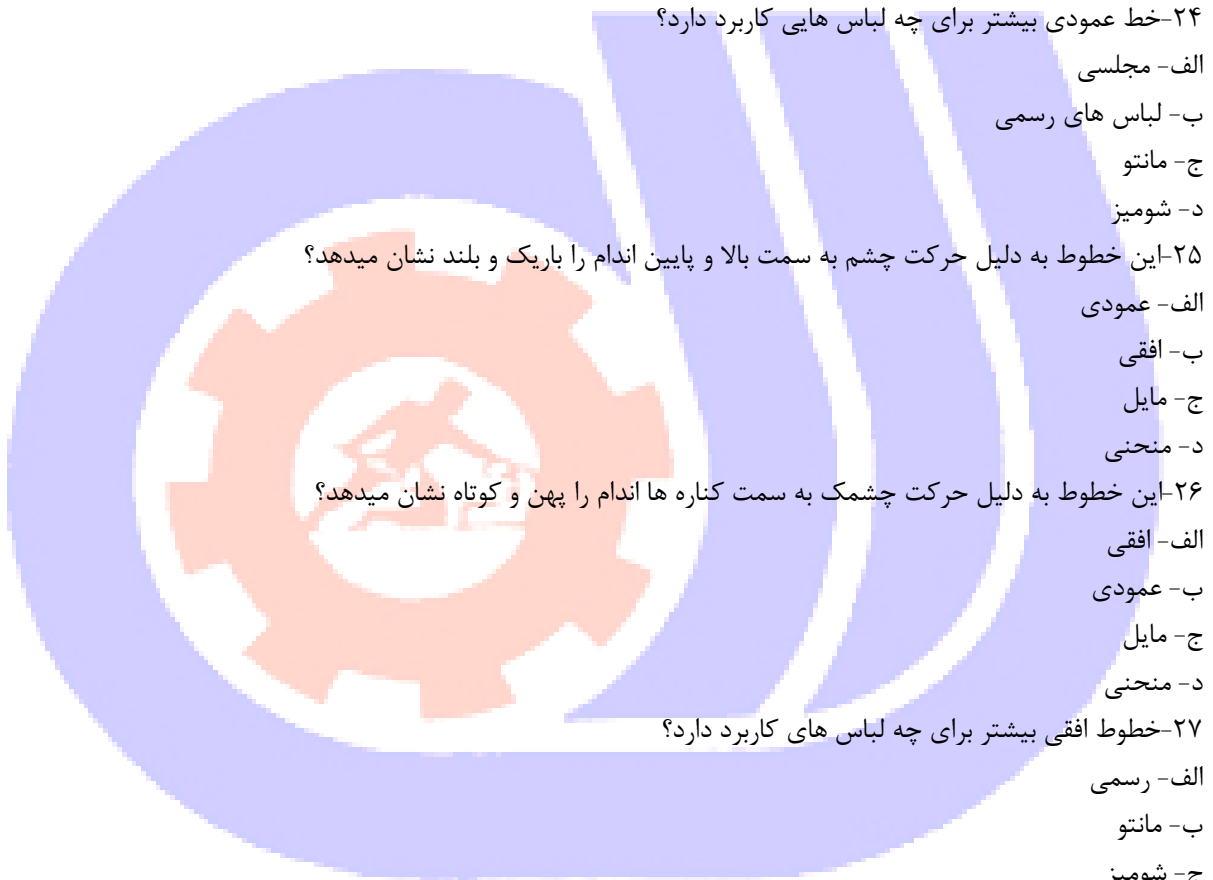 ۲۴-خط عمودی بیشتر برای چه لباس هایی کاربرد دارد؟
الف- مجلسی
ب- لباس های رسمی
ج- مانتو
د- شومیز
۲۵-این خطوط به دلیل حرکت چشم به سمت بالا و پایین اندام را باریک و بلند نشان میدهد؟
الف- عمودی
ب- افقی
ج- مایل
د- منحنی
۲۶-این خطوط به دلیل حرکت چشمک به سمت کناره ها اندام را پهن و کوتاه نشان میدهد؟
الف- افقی
ب- عمودی
ج- مایل
د- منحنی
۲۷-خطوط افقی بیشتر برای چه لباس های کاربرد دارد؟
الف- رسمی
ب- مانتو
ج- شومیز